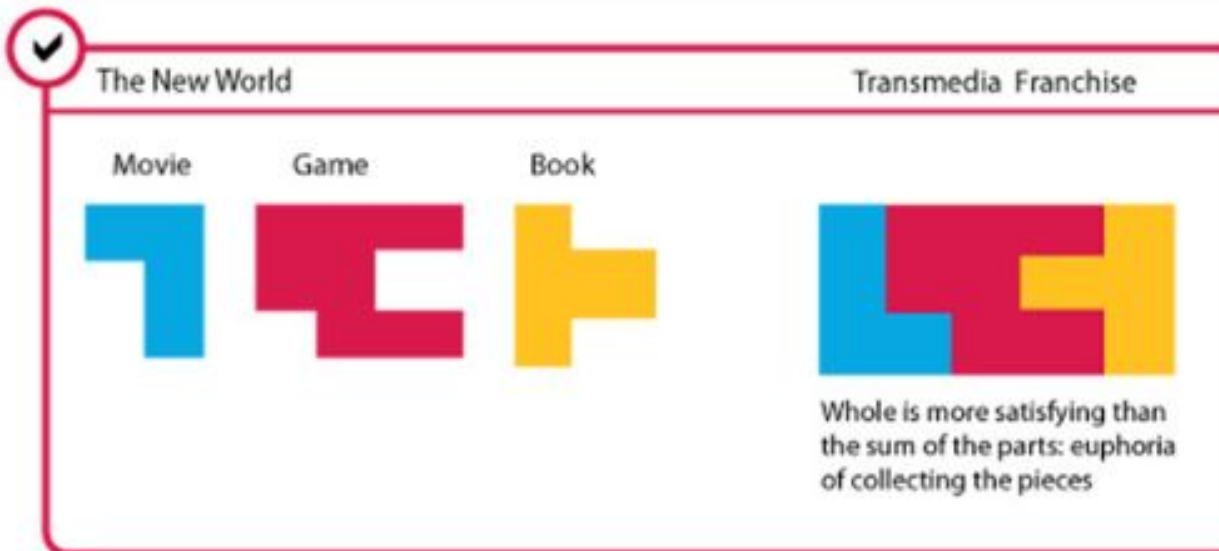 The New World
Transmedia Franchise
Movie
Game
Book
Whole is more satisfying than
the sum of the parts: euphoria
of collecting the pieces